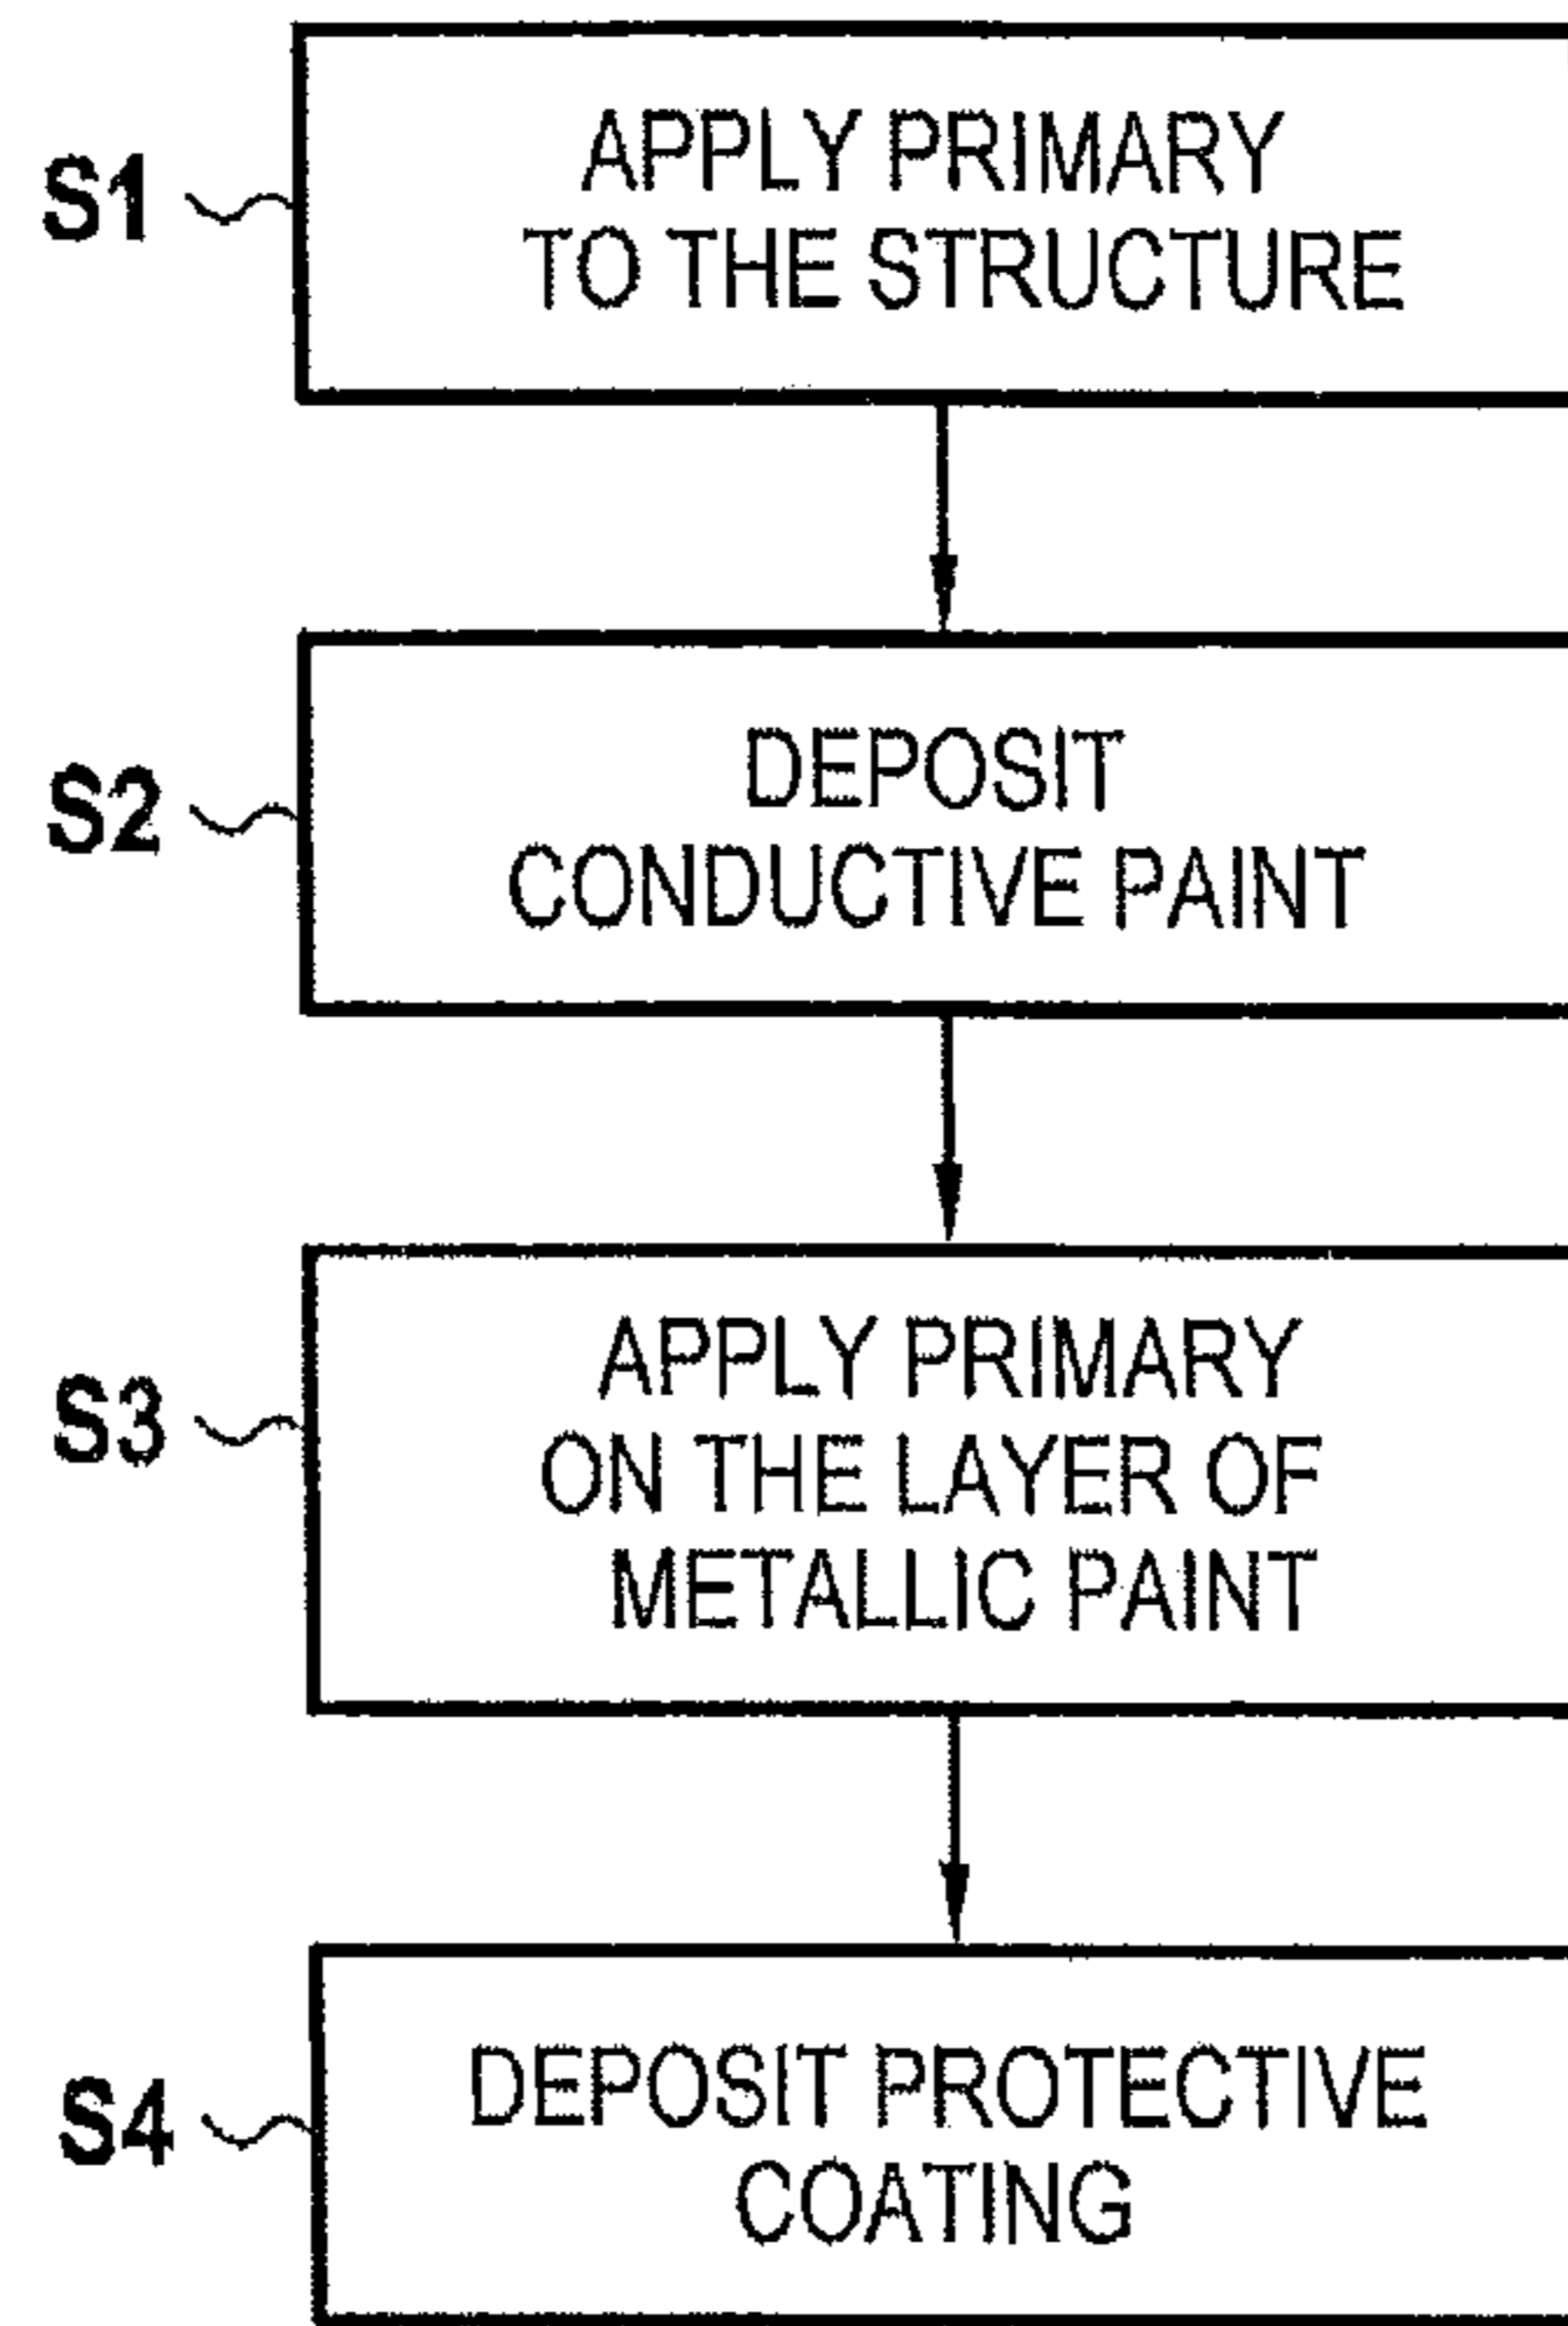 S1
APPLY PRIMARY
TO THE STRUCTURE
S2
DEPOSIT
CONDUCTIVE PAINT
S3
APPLY PRIMARY
ON THE LAYER OF
METALLIC PAINT
S4
DEPOSIT PROTECTIVE
COATING